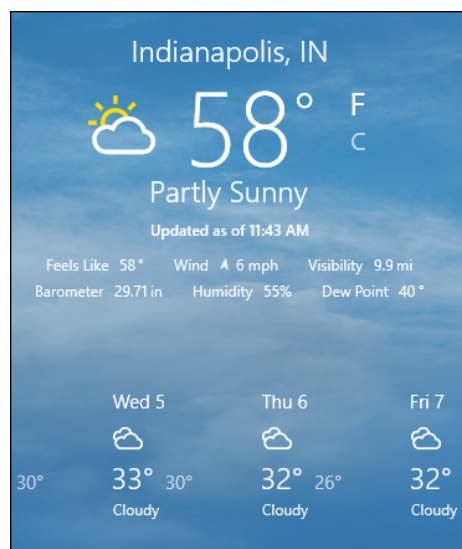 Indianapolis, IN
58° F
C
Partly Sunny
Updated as of 11:43 AM
Feels Like 58° Wind 6 mph Visibility 9.9 mi
Barometer 29.71 in Humidity 55% Dew Point 40°
Wed 5 Thu 6 Fri 7
30° 33° 30° 32° 26° 32°
Cloudy Cloudy Cloudy